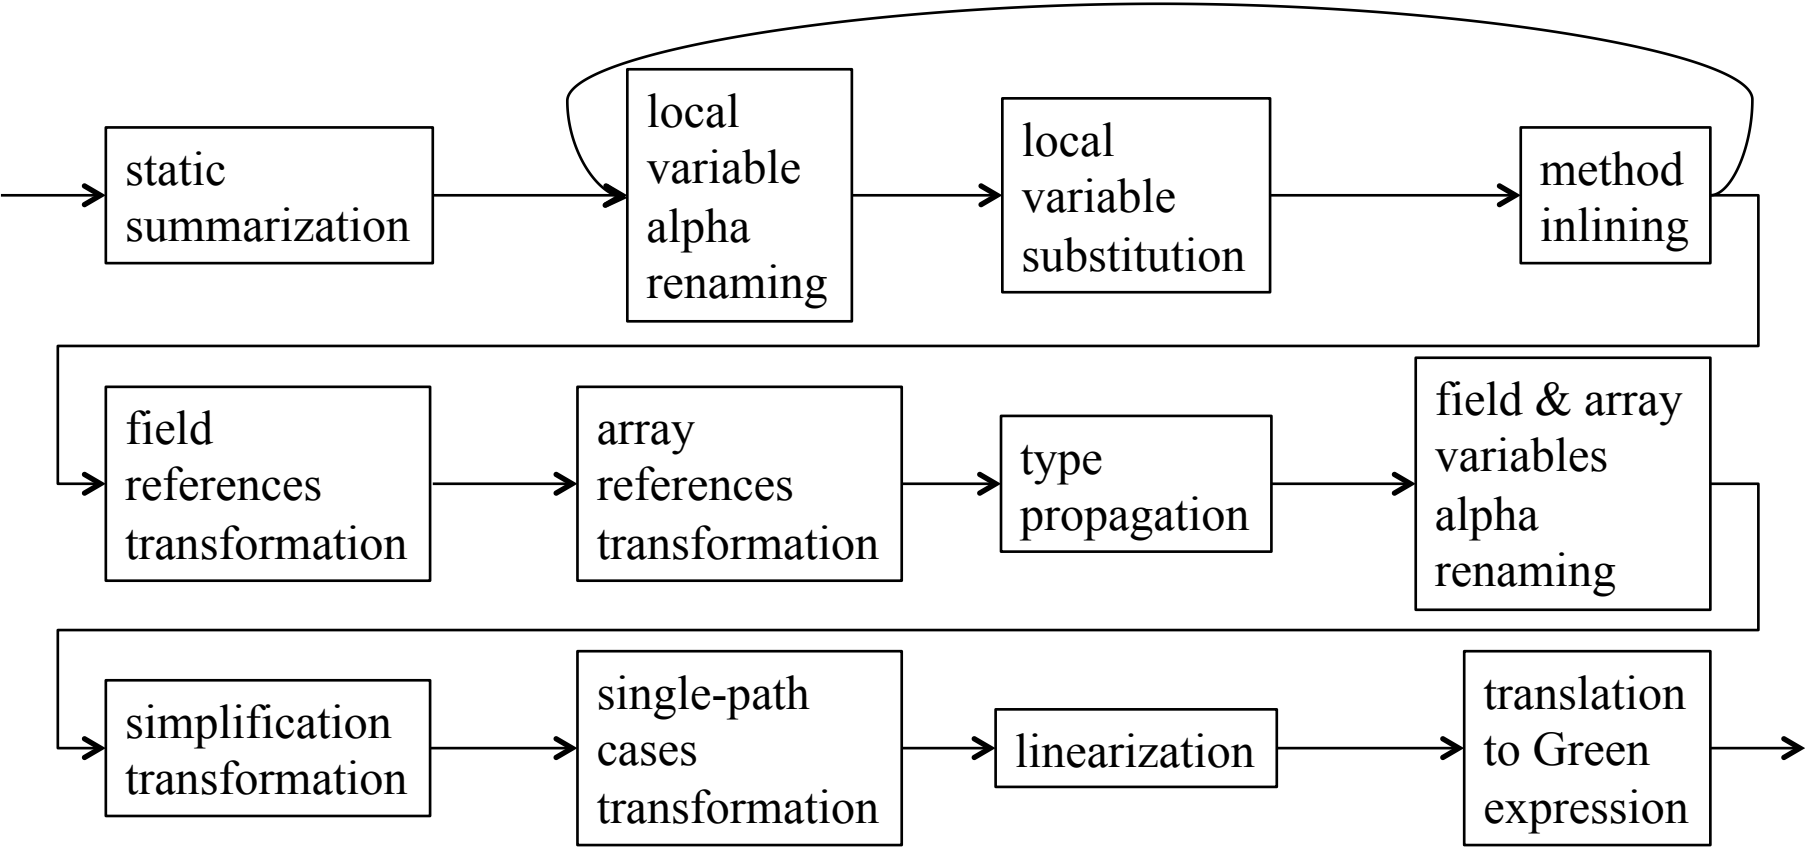 static
summarization
local
variable
alpha
renaming
local
variable
substitution
method
inlining
field
references
transformation
array
references
transformation
type
propagation
field & array
variables
alpha
renaming
simplification
transformation
single-path
cases
transformation
linearization
translation
to Green
expression